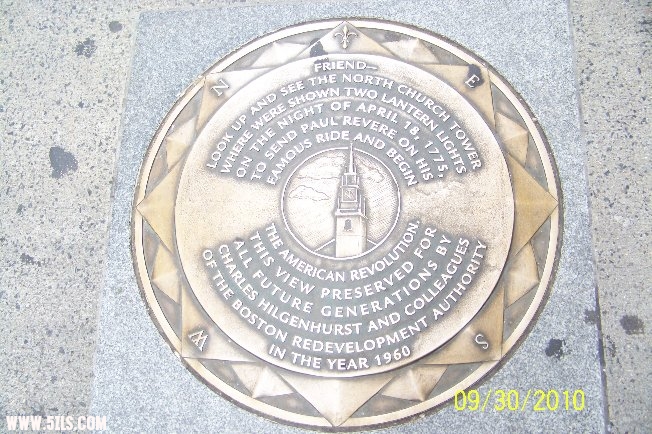 FRIEND—
LOOK UP AND SEE THE NORTH CHURCH TOWER
WHERE WERE SHOWN TWO LANTERN LIGHTS
ON THE NIGHT OF APRIL 18, 1775,
TO SEND PAUL REVERE ON HIS
FAMOUS RIDE AND BEGIN
THE AMERICAN REVOLUTION.
THIS VIEW PRESERVED FOR
ALL FUTURE GENERATIONS BY
CHARLES HILGENHURST AND COLLEAGUES
OF THE BOSTON REDEVELOPMENT AUTHORITY
IN THE YEAR 1960
N
E
W
S
09/30/2010
WWW.5ZLS.COM